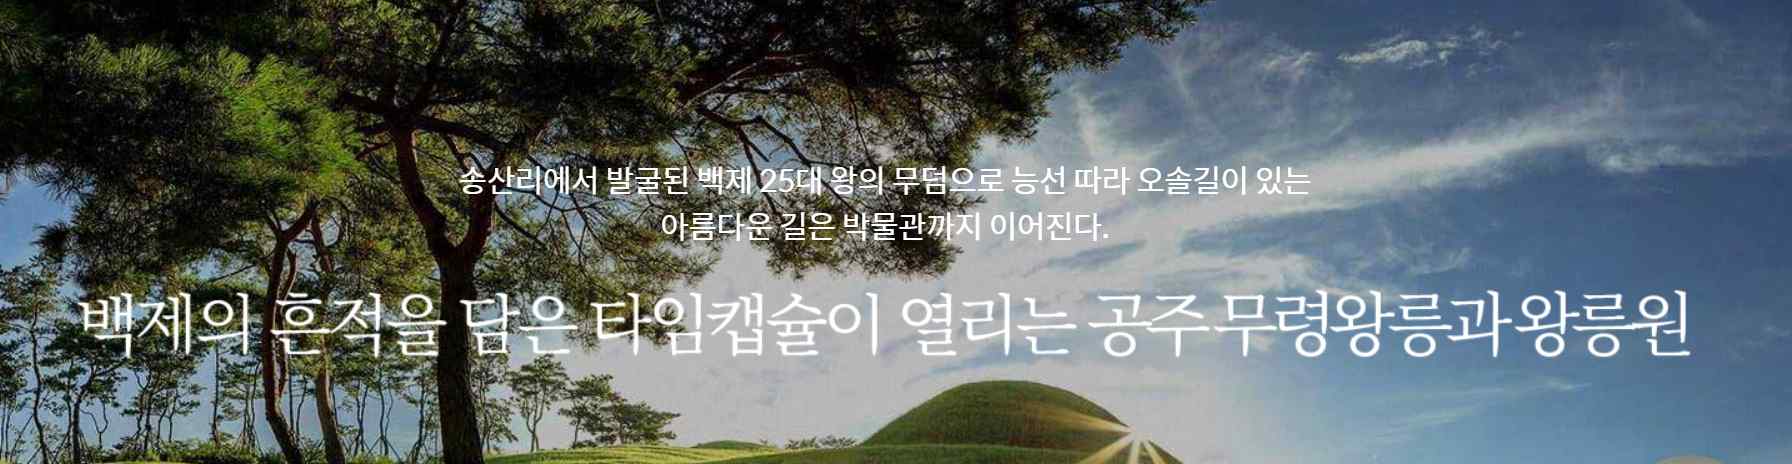 송산리에서 발굴된 백제 25대 왕의 무덤으로 능선 따라 오솔길이 있는
아름다운 길은 박물관까지 이어진다.
백제의 흔적을 담은 타임캡슐이 열리는 공주 무령왕릉과 왕릉원